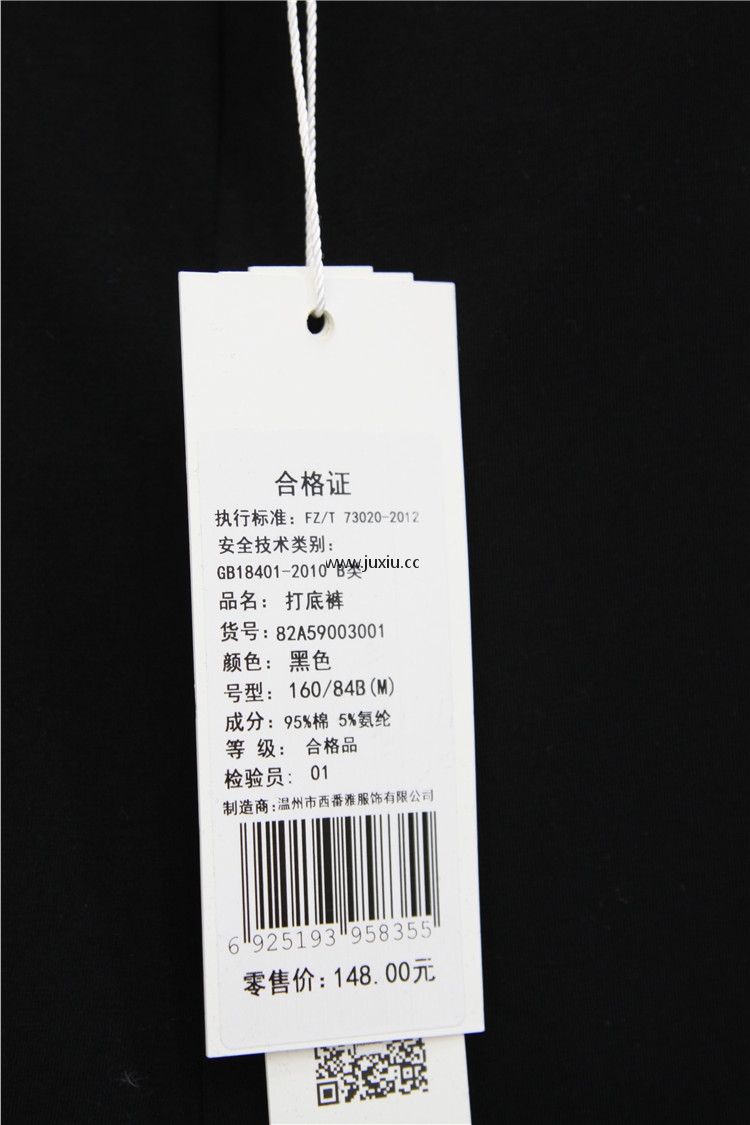 合格证
执行标准: FZ/T 73020-2012
安全技术类别:
www.juxiu.cc
GB18401-2010 B类
品名: 打底裤
货号: 82A59003001
颜色: 黑色
号型: 160/84B(M)
成分: 95%棉 5%氨纶
等 级: 合格品
检验员: 01
制造商:温州市西番雅服饰有限公司
6 925193 958355
零售价: 148.00元